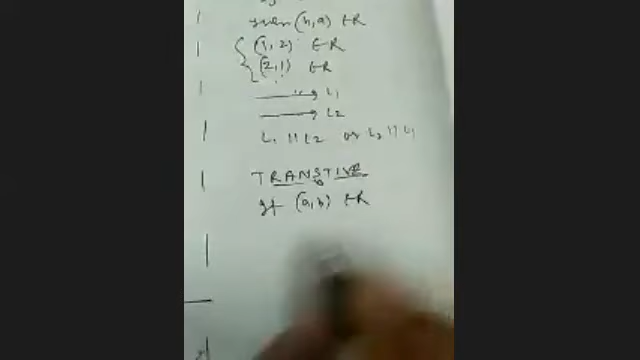 then (b,a) ∈R
(1,2) ∈R
(2,1) ∈R
L1
L2
L1 || L2 or L2 || L1
TRANSTIVE
If (a,b) ∈R